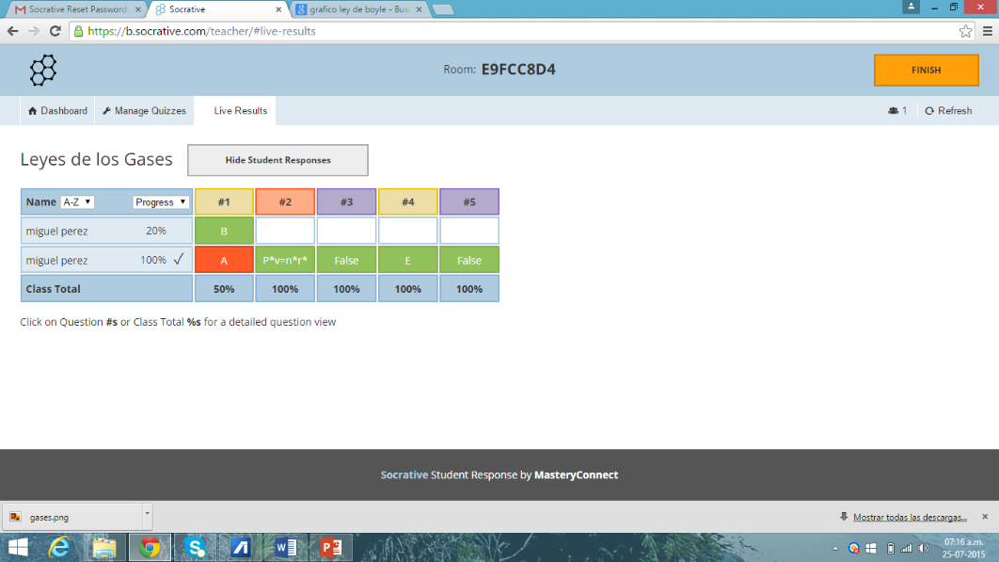 Socrative Reset Password
Socrative
grafico ley de boyle - Bus
https://b.socrative.com/teacher/#live-results
Room: E9FCC8D4
FINISH
Dashboard
Manage Quizzes
Live Results
1
Refresh
Leyes de los Gases
Hide Student Responses
Name A-Z Progress #1 #2 #3 #4 #5
miguel perez 20% B
miguel perez 100% ✓ A P*v=n*r* False E False
Class Total 50% 100% 100% 100% 100%
Click on Question #s or Class Total %s for a detailed question view
Socrative Student Response by MasteryConnect
gases.png
Mostrar todas las descargas...
07:16 a.m.
25-07-2015